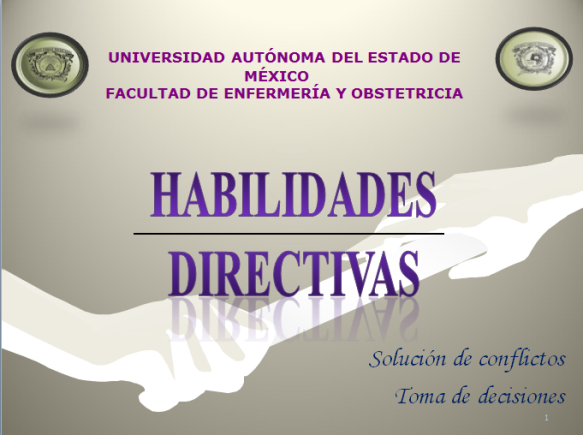 UNIVERSIDAD AUTÓNOMA DEL ESTADO DE
MÉXICO
FACULTAD DE ENFERMERÍA Y OBSTETRICIA
HABILIDADES
DIRECTIVAS
Solución de conflictos
Toma de decisiones
1